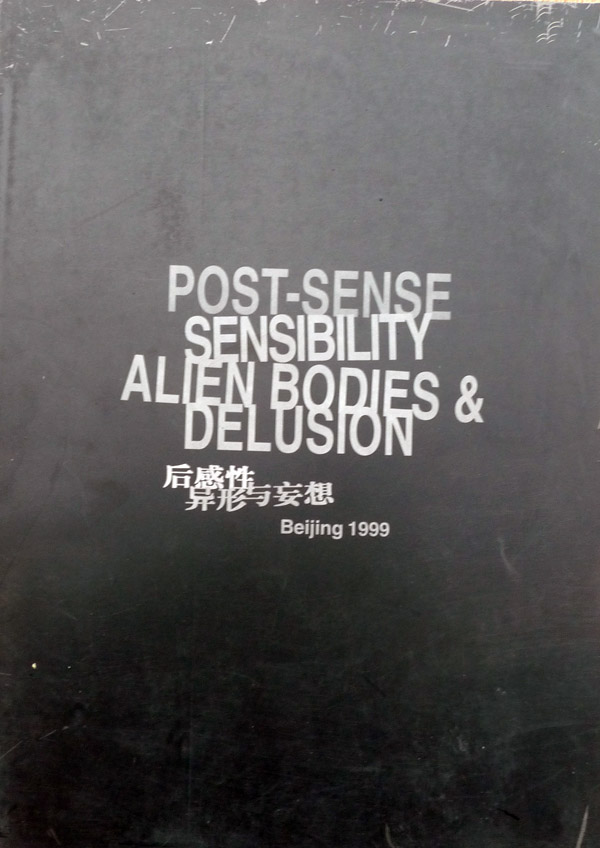 POST-SENSE
SENSIBILITY
ALIEN BODIES &
DELUSION
后感性
异形与妄想
Beijing 1999